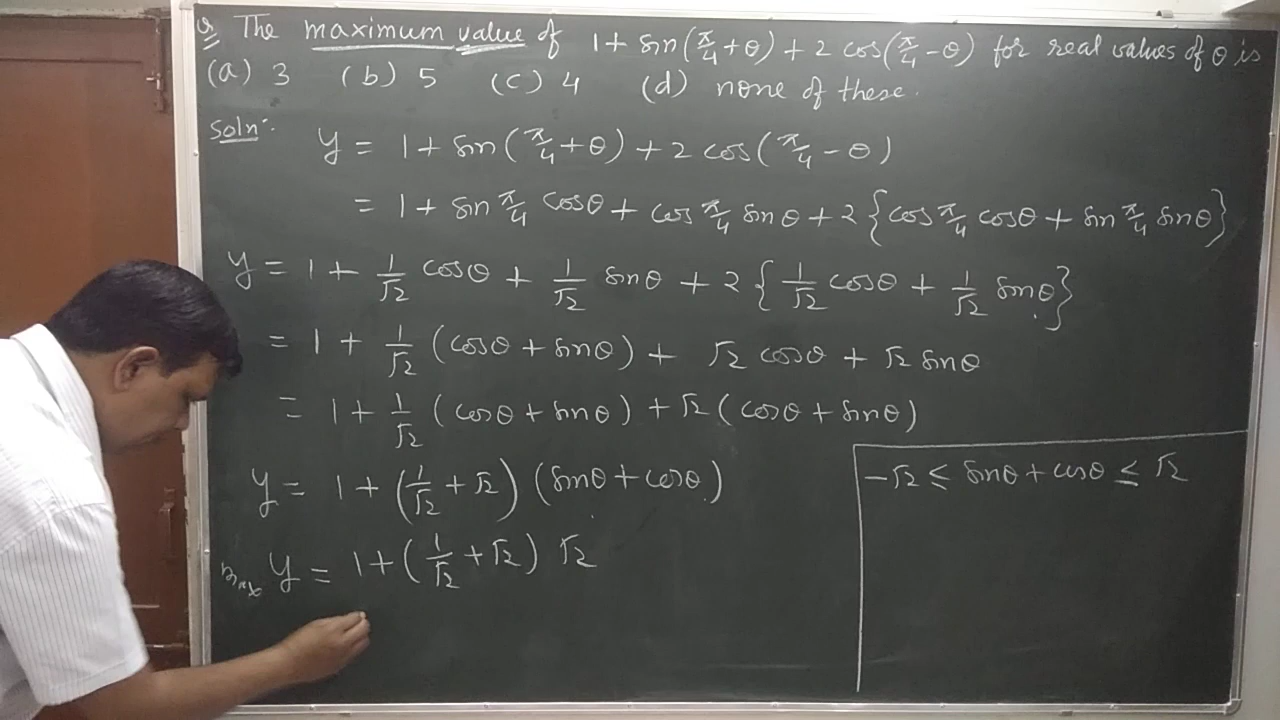 Q. The maximum value of 1 + sin(π/4 + θ) + 2 cos(π/4 - θ) for real values of θ is
(a) 3 (b) 5 (c) 4 (d) none of these.
Soln:
y = 1 + sin(π/4 + θ) + 2 cos(π/4 - θ)
= 1 + sin π/4 cosθ + cos π/4 sinθ + 2 {cos π/4 cosθ + sin π/4 sinθ}
y = 1 + 1/√2 cosθ + 1/√2 sinθ + 2 {1/√2 cosθ + 1/√2 sinθ}
= 1 + 1/√2 (cosθ + sinθ) + √2 cosθ + √2 sinθ
= 1 + 1/√2 (cosθ + sinθ) + √2 (cosθ + sinθ)
y = 1 + (1/√2 + √2) (sinθ + cosθ)
max y = 1 + (1/√2 + √2) √2
-√2 ≤ sinθ + cosθ ≤ √2